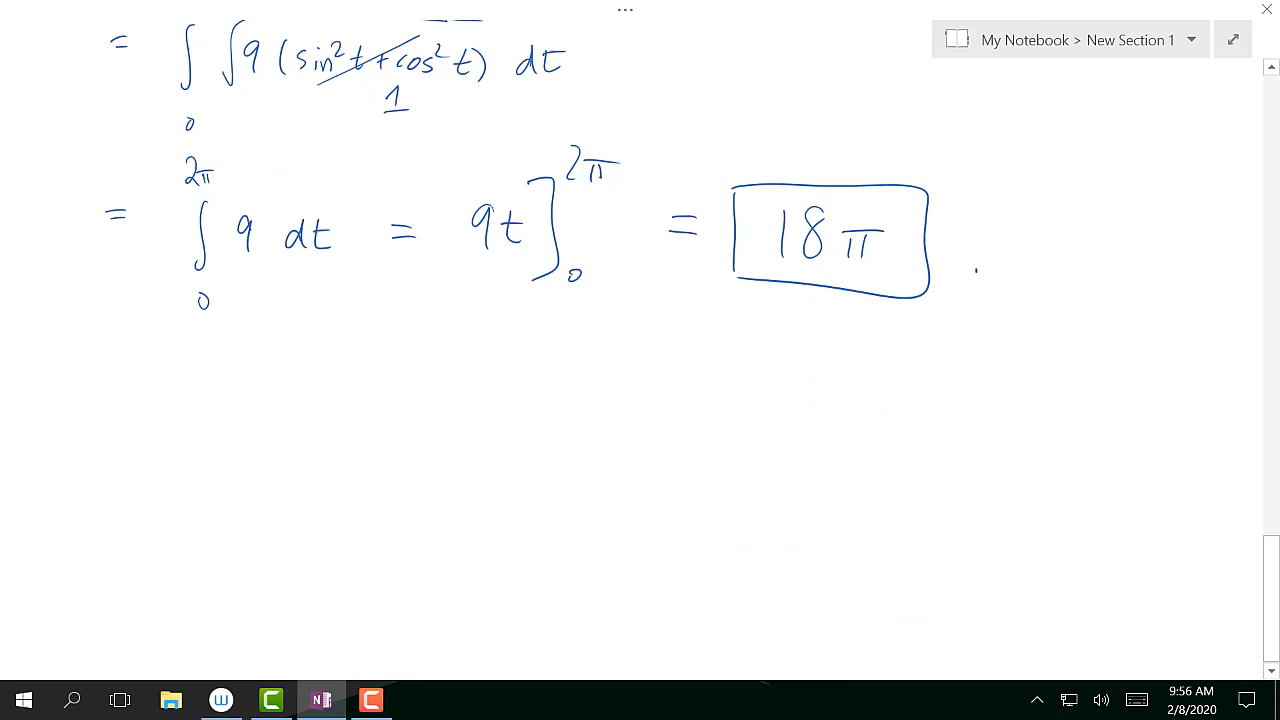 My Notebook > New Section 1
= ∫ ∫ 9 (sin² t + cos² t) dt
0
1
2π
= ∫ 9 dt = 9t ]
0
2π
0
= 18 π .
9:56 AM
2/8/2020